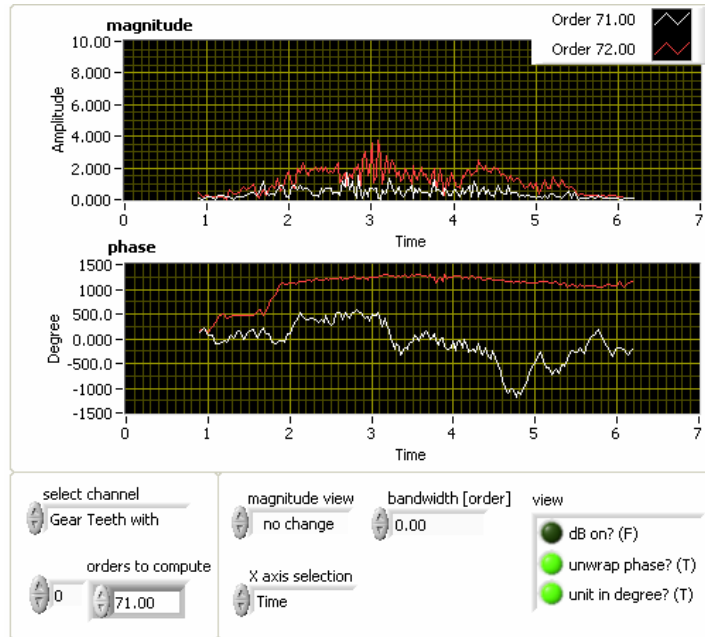 magnitude
Order 71.00
Order 72.00
10.00
8.000
6.000
4.000
2.000
0.000
Amplitude
0 1 2 3 4 5 6 7
Time
phase
1500
1000
500.0
0.000
-500.0
-1000
-1500
Degree
0 1 2 3 4 5 6 7
Time
select channel
Gear Teeth with
orders to compute
0
71.00
magnitude view
no change
bandwidth [order]
0.00
X axis selection
Time
view
dB on? (F)
unwrap phase? (T)
unit in degree? (T)